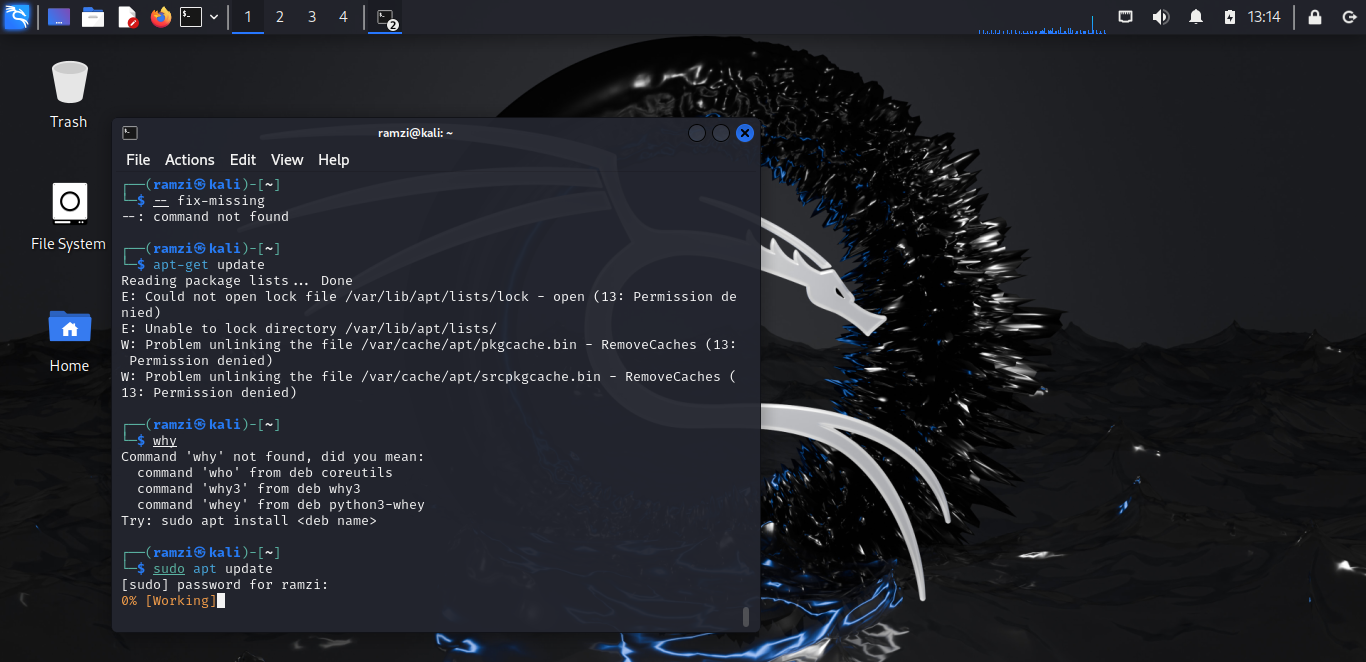 1 2 3 4
2
13:14
Trash
File System
Home
ramzi@kali: ~
File Actions Edit View Help
┌──(ramzi㉿kali)-[~]
└─$ -- fix-missing
--: command not found
┌──(ramzi㉿kali)-[~]
└─$ apt-get update
Reading package lists... Done
E: Could not open lock file /var/lib/apt/lists/lock - open (13: Permission de
nied)
E: Unable to lock directory /var/lib/apt/lists/
W: Problem unlinking the file /var/cache/apt/pkgcache.bin - RemoveCaches (13:
 Permission denied)
W: Problem unlinking the file /var/cache/apt/srcpkgcache.bin - RemoveCaches (
13: Permission denied)
┌──(ramzi㉿kali)-[~]
└─$ why
Command 'why' not found, did you mean:
  command 'who' from deb coreutils
  command 'why3' from deb why3
  command 'whey' from deb python3-whey
Try: sudo apt install <deb name>
┌──(ramzi㉿kali)-[~]
└─$ sudo apt update
[sudo] password for ramzi:
0% [Working]